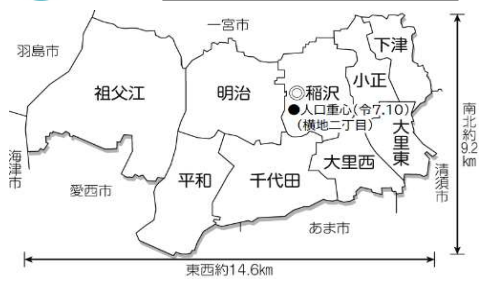 一宮市
羽島市
下津
小正
祖父江
明治
◎稲沢
●人口重心(令7.10)
(横地二丁目)
大里東
大里西
南北約9.2km
海津市
愛西市
平和
千代田
清須市
あま市
東西約14.6km